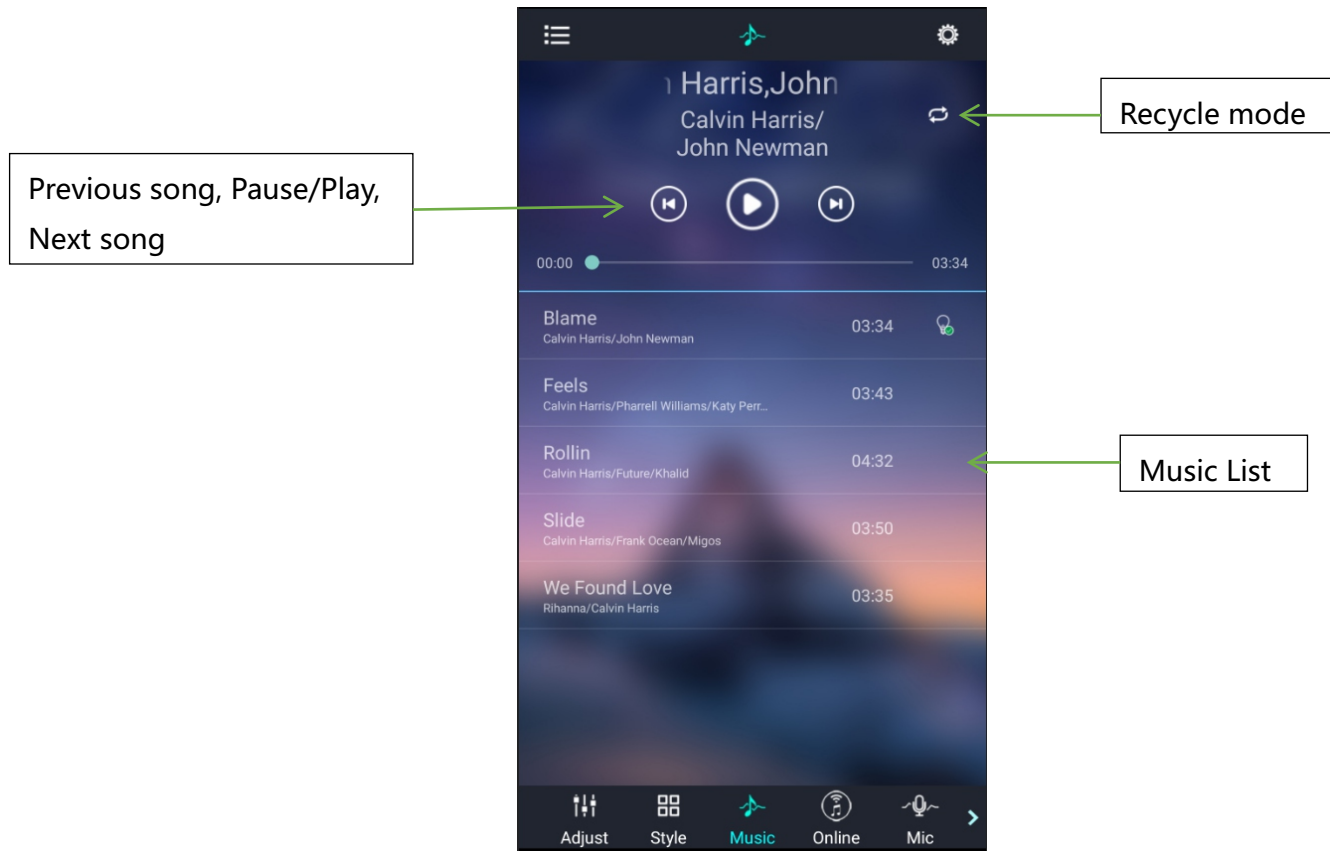 Harris,John
Calvin Harris/
John Newman
Recycle mode
Previous song, Pause/Play,
Next song
00:00
03:34
Blame
Calvin Harris/John Newman
03:34
Feels
Calvin Harris/Pharrell Williams/Katy Perr...
03:43
Rollin
Calvin Harris/Future/Khalid
04:32
Music List
Slide
Calvin Harris/Frank Ocean/Migos
03:50
We Found Love
Rihanna/Calvin Harris
03:35
Adjust
Style
Music
Online
Mic